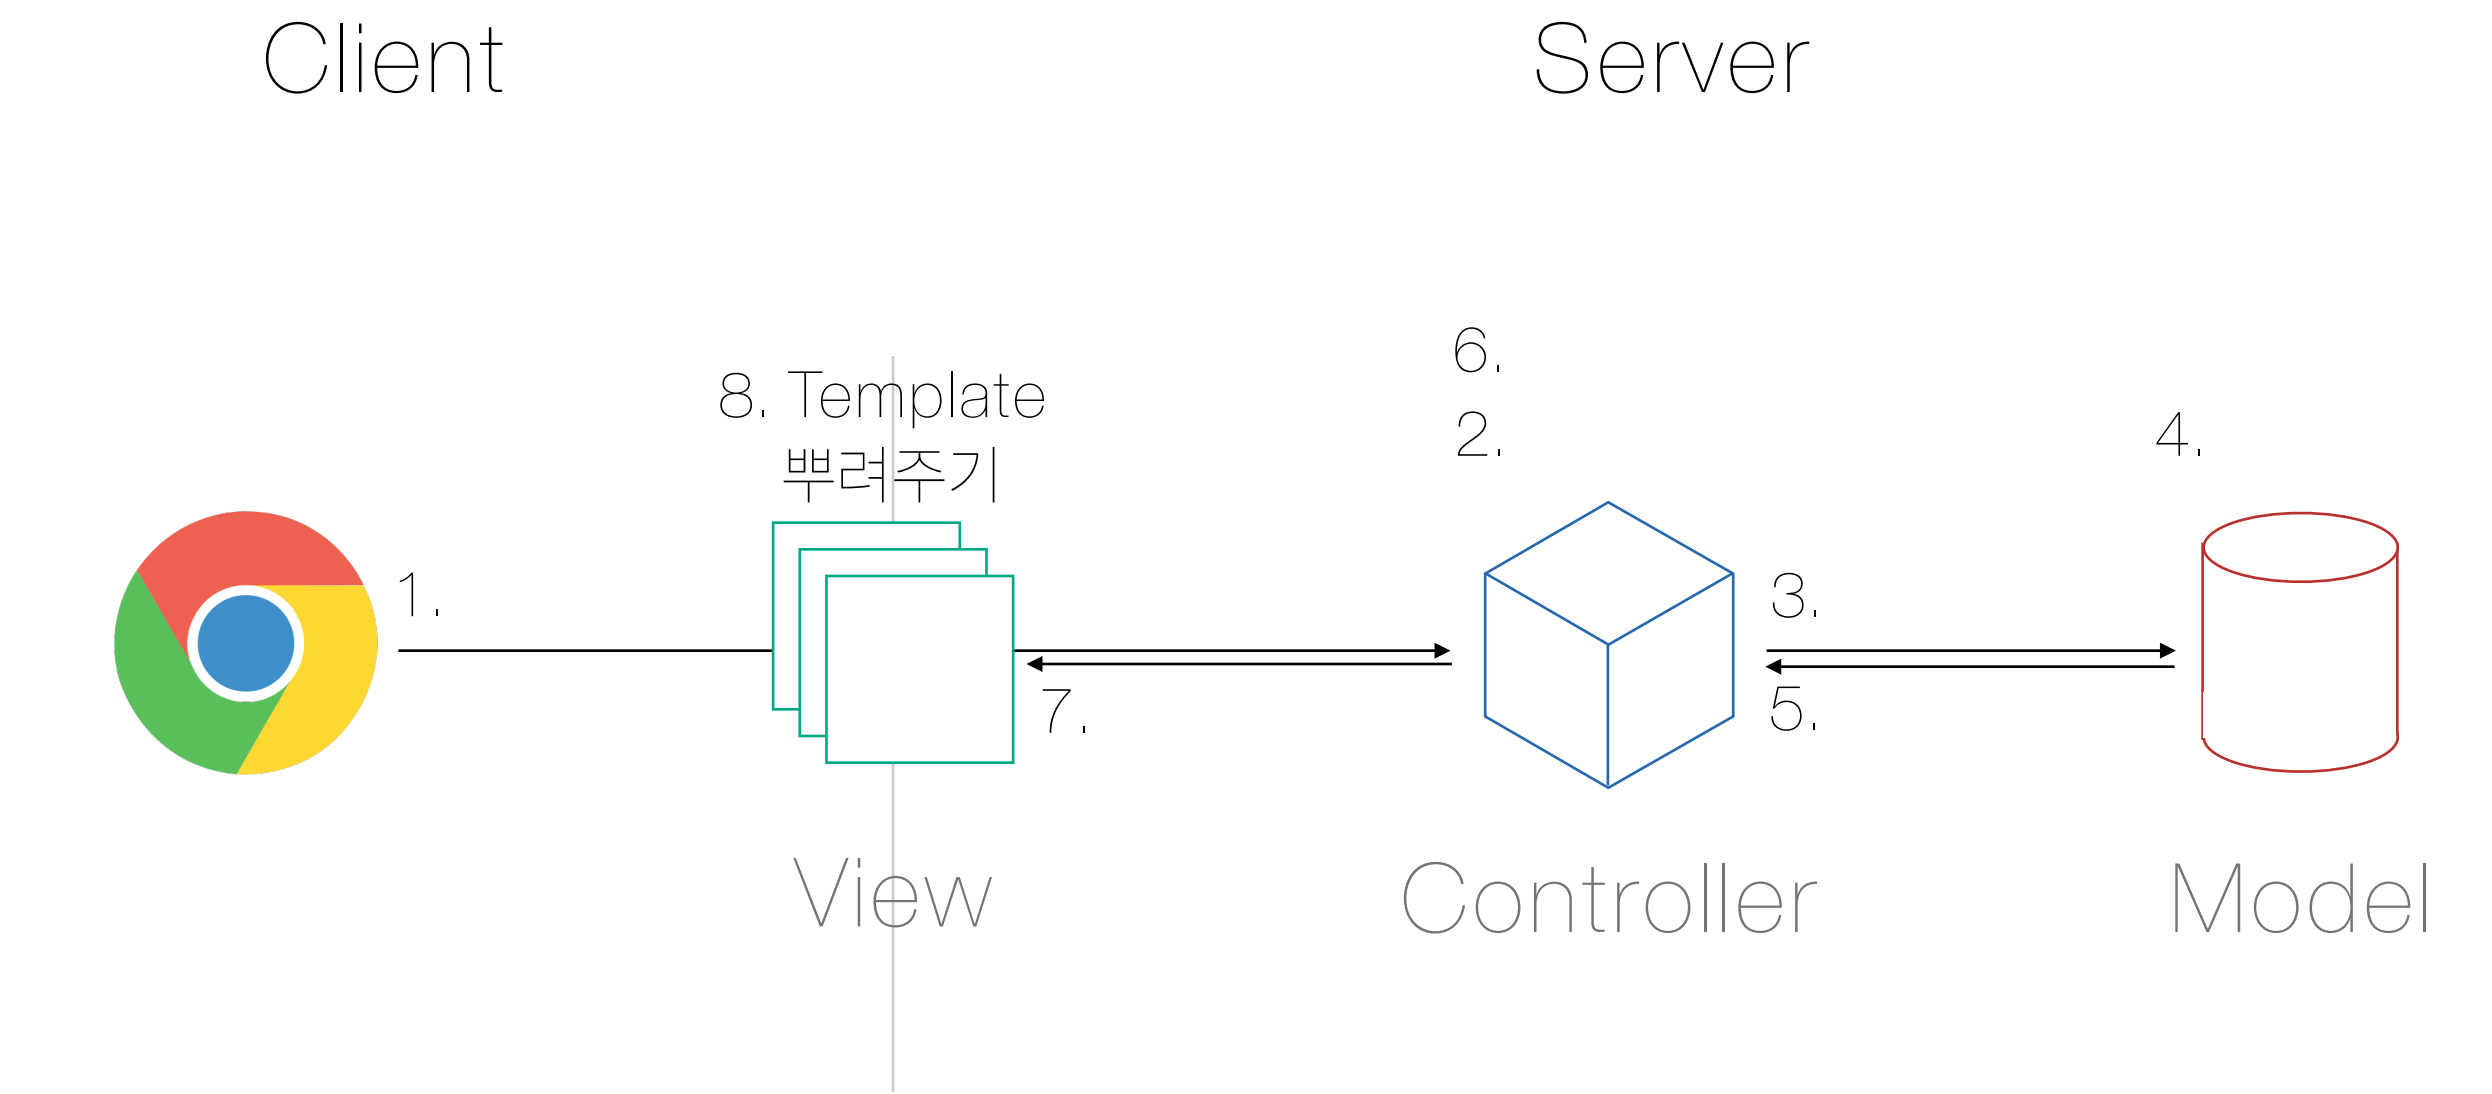 Client
Server
6.
8. Template
뿌려주기
2.
4.
1.
3.
7.
5.
View
Controller
Model